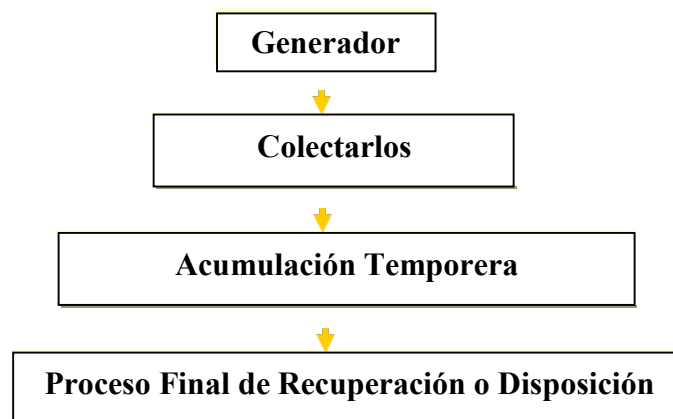 Generador
Colectarlos
Acumulación Temporera
Proceso Final de Recuperación o Disposición